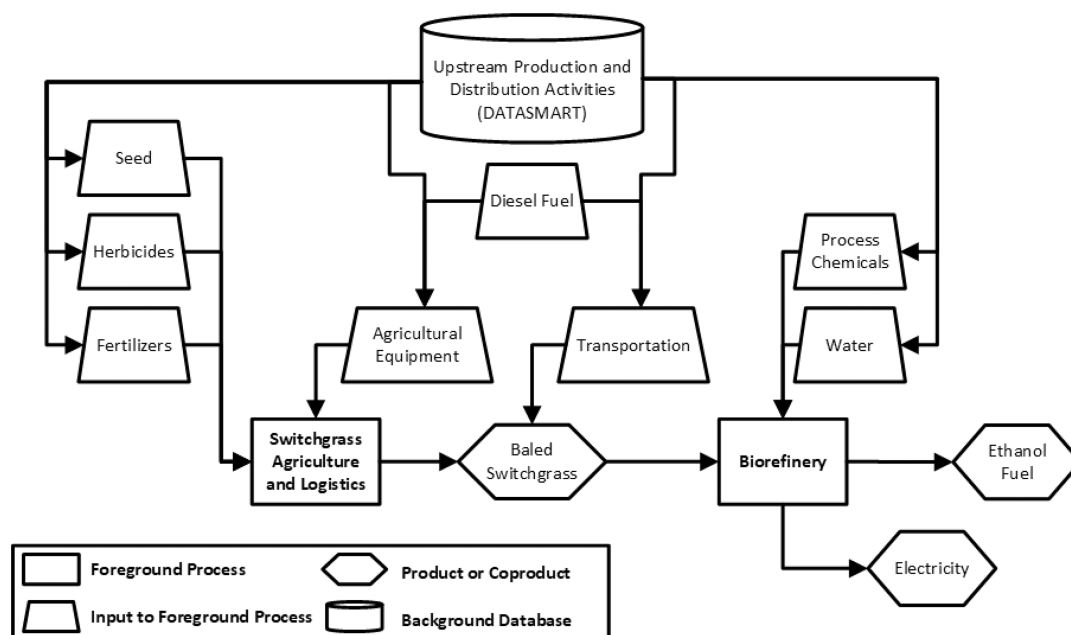 Upstream Production and
Distribution Activities
(DATASMART)
Seed
Diesel Fuel
Herbicides
Process
Chemicals
Fertilizers
Agricultural
Equipment
Transportation
Water
Switchgrass
Agriculture
and Logistics
Baled
Switchgrass
Biorefinery
Ethanol
Fuel
Electricity
Foreground Process
Product or Coproduct
Input to Foreground Process
Background Database